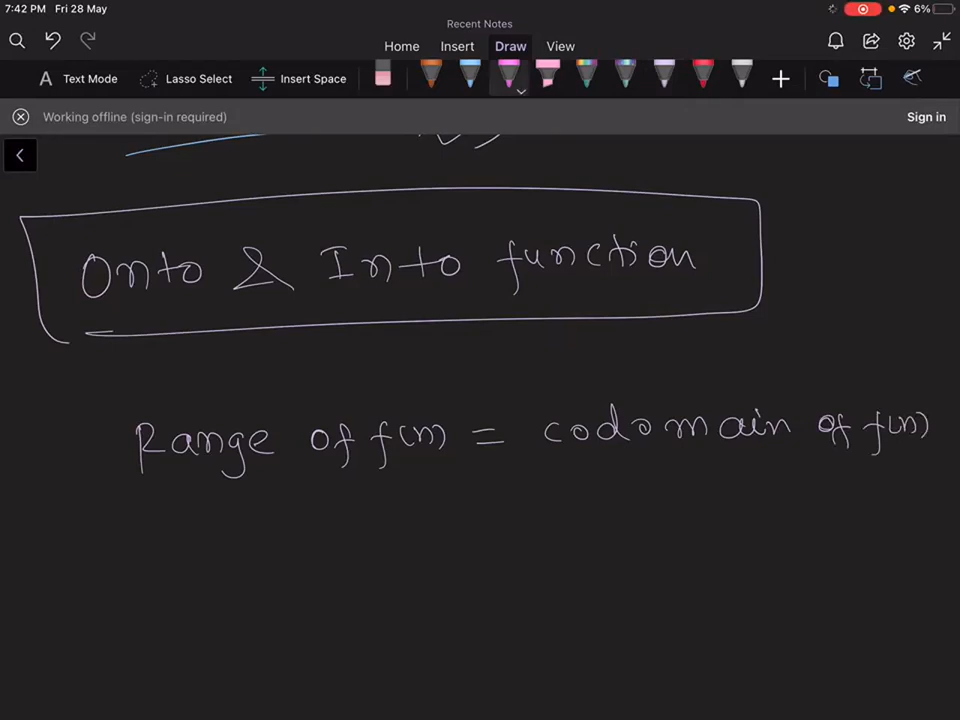 7:42 PM Fri 28 May
6%
Recent Notes
Home Insert Draw View
A Text Mode Lasso Select Insert Space
Working offline (sign-in required) Sign in
Onto & Into function
Range of f(n) = codomain of f(n)